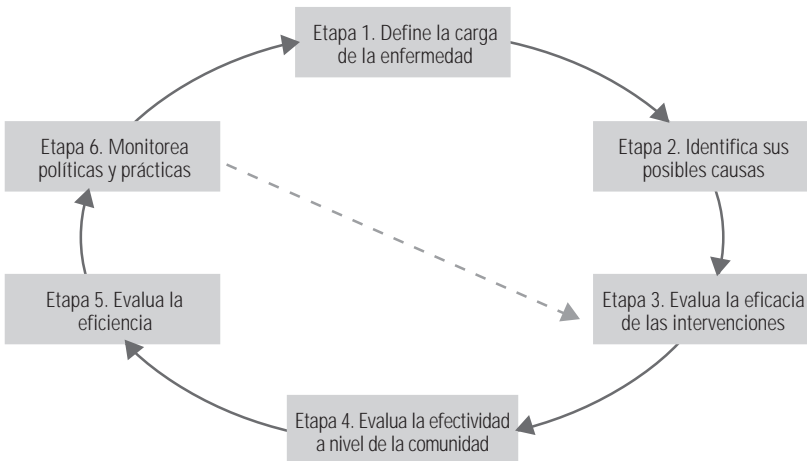 Etapa 1. Define la carga
de la enfermedad
Etapa 2. Identifica sus
posibles causas
Etapa 3. Evalua la eficacia
de las intervenciones
Etapa 4. Evalua la efectividad
a nivel de la comunidad
Etapa 5. Evalua la
eficiencia
Etapa 6. Monitorea
políticas y prácticas